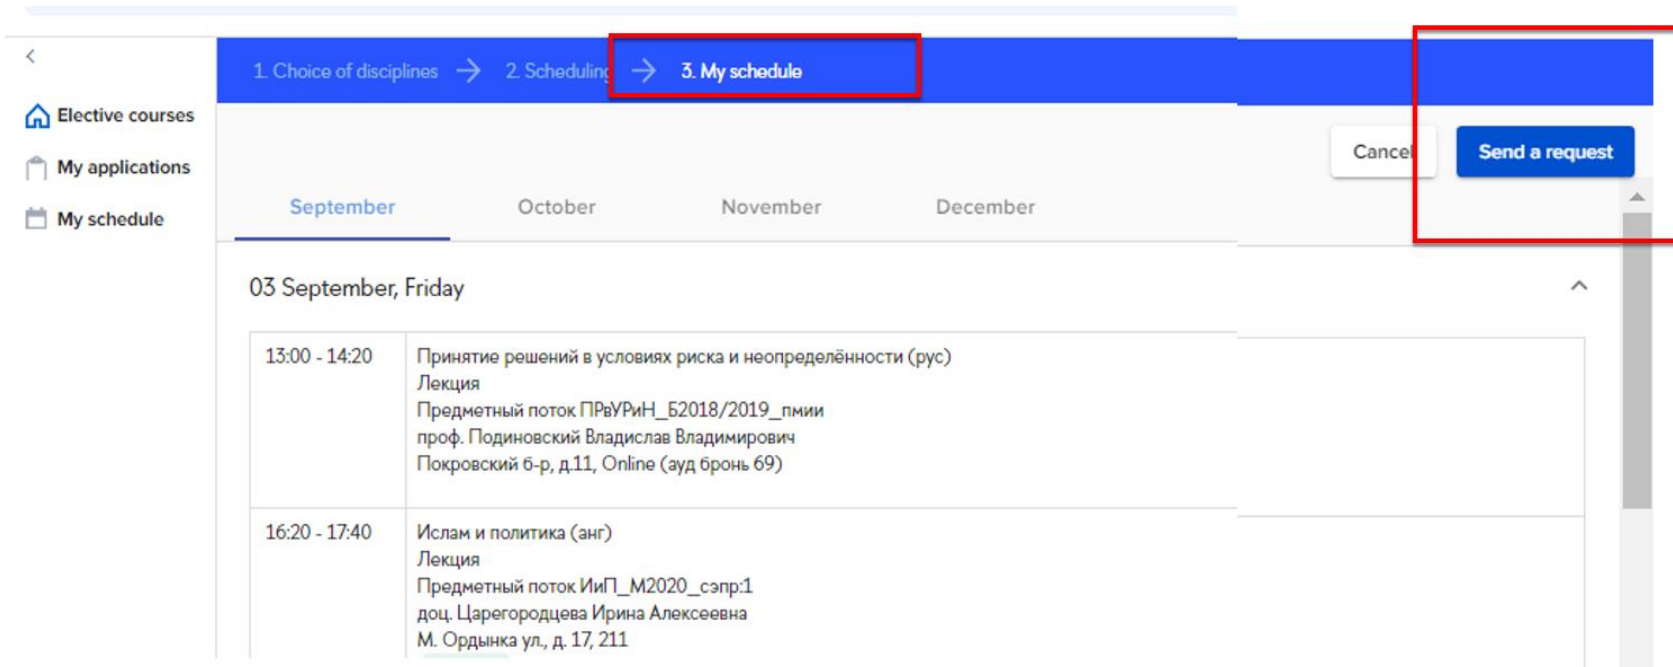 1. Choice of disciplines → 2. Scheduling → 3. My schedule
Elective courses
My applications
My schedule
Cancel
Send a request
September October November December
03 September, Friday
13:00 - 14:20
Принятие решений в условиях риска и неопределённости (рус)
Лекция
Предметный поток ПРвУРиН_Б2018/2019_пмии
проф. Подиновский Владислав Владимирович
Покровский б-р, д.11, Online (ауд бронь 69)
16:20 - 17:40
Ислам и политика (анг)
Лекция
Предметный поток ИиП_М2020_сэпр:1
доц. Царегородцева Ирина Алексеевна
М. Ордынка ул., д. 17, 211